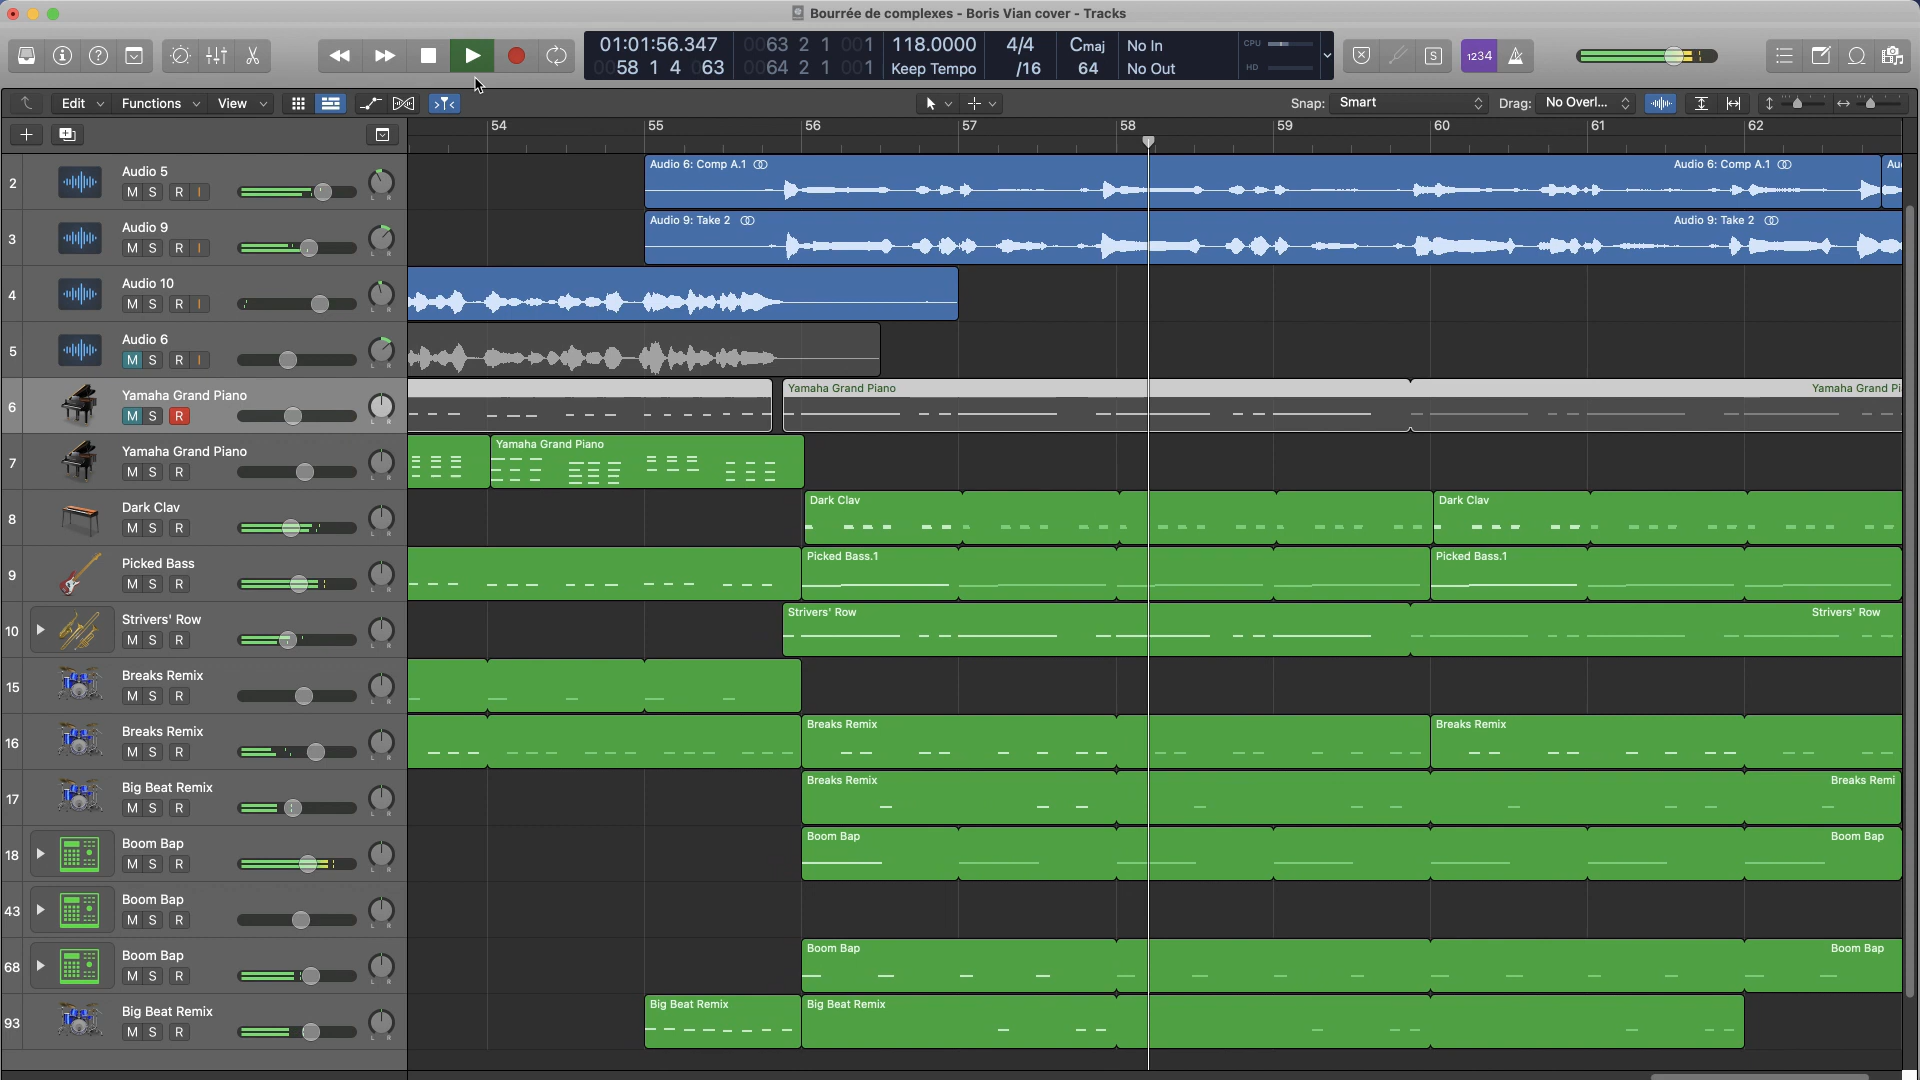 Bourrée de complexes - Boris Vian cover - Tracks
1234
01:01:56.347
0058 1 4 063
0063 2 1 001
0064 2 1 001
118.0000
Keep Tempo
4/4
/16
Cmaj
64
No In
No Out
CPU
HD
S
Edit
Functions
View
Snap: Smart
Drag: No Overl...
54 55 56 57 58 59 60 61 62
2 Audio 5
M S R I
L R
Audio 6: Comp A.1
Audio 6: Comp A.1
Au
3 Audio 9
M S R I
L R
Audio 9: Take 2
Audio 9: Take 2
4 Audio 10
M S R I
L R
5 Audio 6
M S R I
L R
6 Yamaha Grand Piano
M S R
L R
Yamaha Grand Piano
Yamaha Grand Pi
7 Yamaha Grand Piano
M S R
L R
Yamaha Grand Piano
8 Dark Clav
M S R
L R
Dark Clav
Dark Clav
9 Picked Bass
M S R
L R
Picked Bass.1
Picked Bass.1
10 Strivers' Row
M S R
L R
Strivers' Row
Strivers' Row
15 Breaks Remix
M S R
L R
16 Breaks Remix
M S R
L R
Breaks Remix
Breaks Remix
17 Big Beat Remix
M S R
L R
Breaks Remix
Breaks Remi
18 Boom Bap
M S R
L R
Boom Bap
Boom Bap
43 Boom Bap
M S R
L R
68 Boom Bap
M S R
L R
Boom Bap
Boom Bap
93 Big Beat Remix
M S R
L R
Big Beat Remix
Big Beat Remix